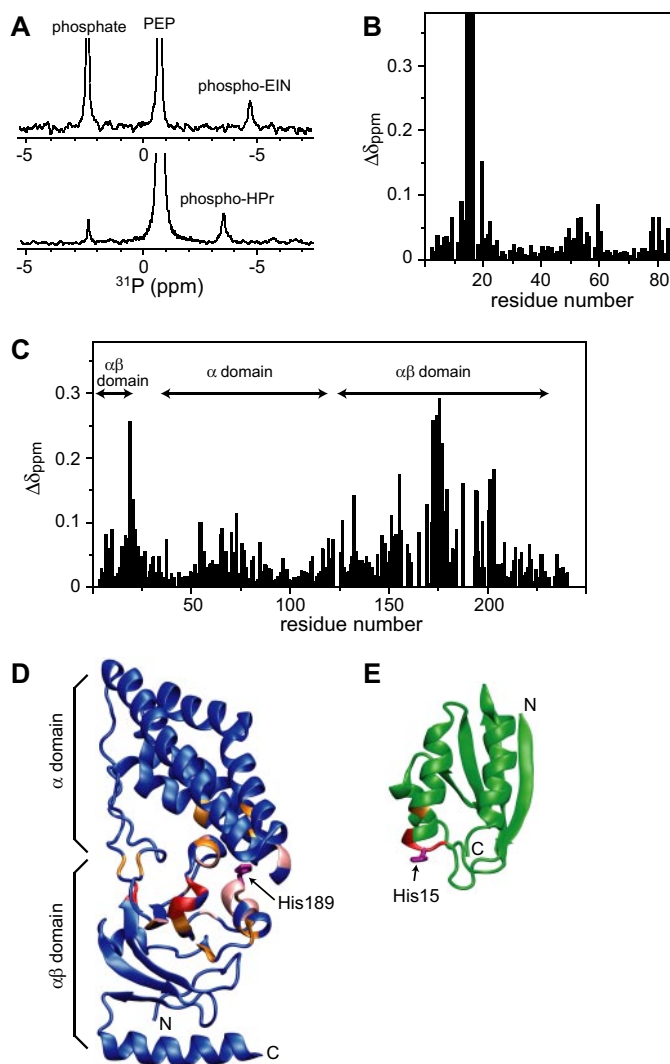 A
phosphate
PEP
phospho-EIN
-5
0
-5
phospho-HPr
-5
0
-5
31P (ppm)
B
0.3
0.2
0.1
0
Δδppm
20
40
60
80
residue number
C
αβ
domain
α domain
αβ domain
0.3
0.2
0.1
0
Δδppm
50
100
150
200
residue number
D
α domain
αβ domain
His189
N
C
E
N
C
His15